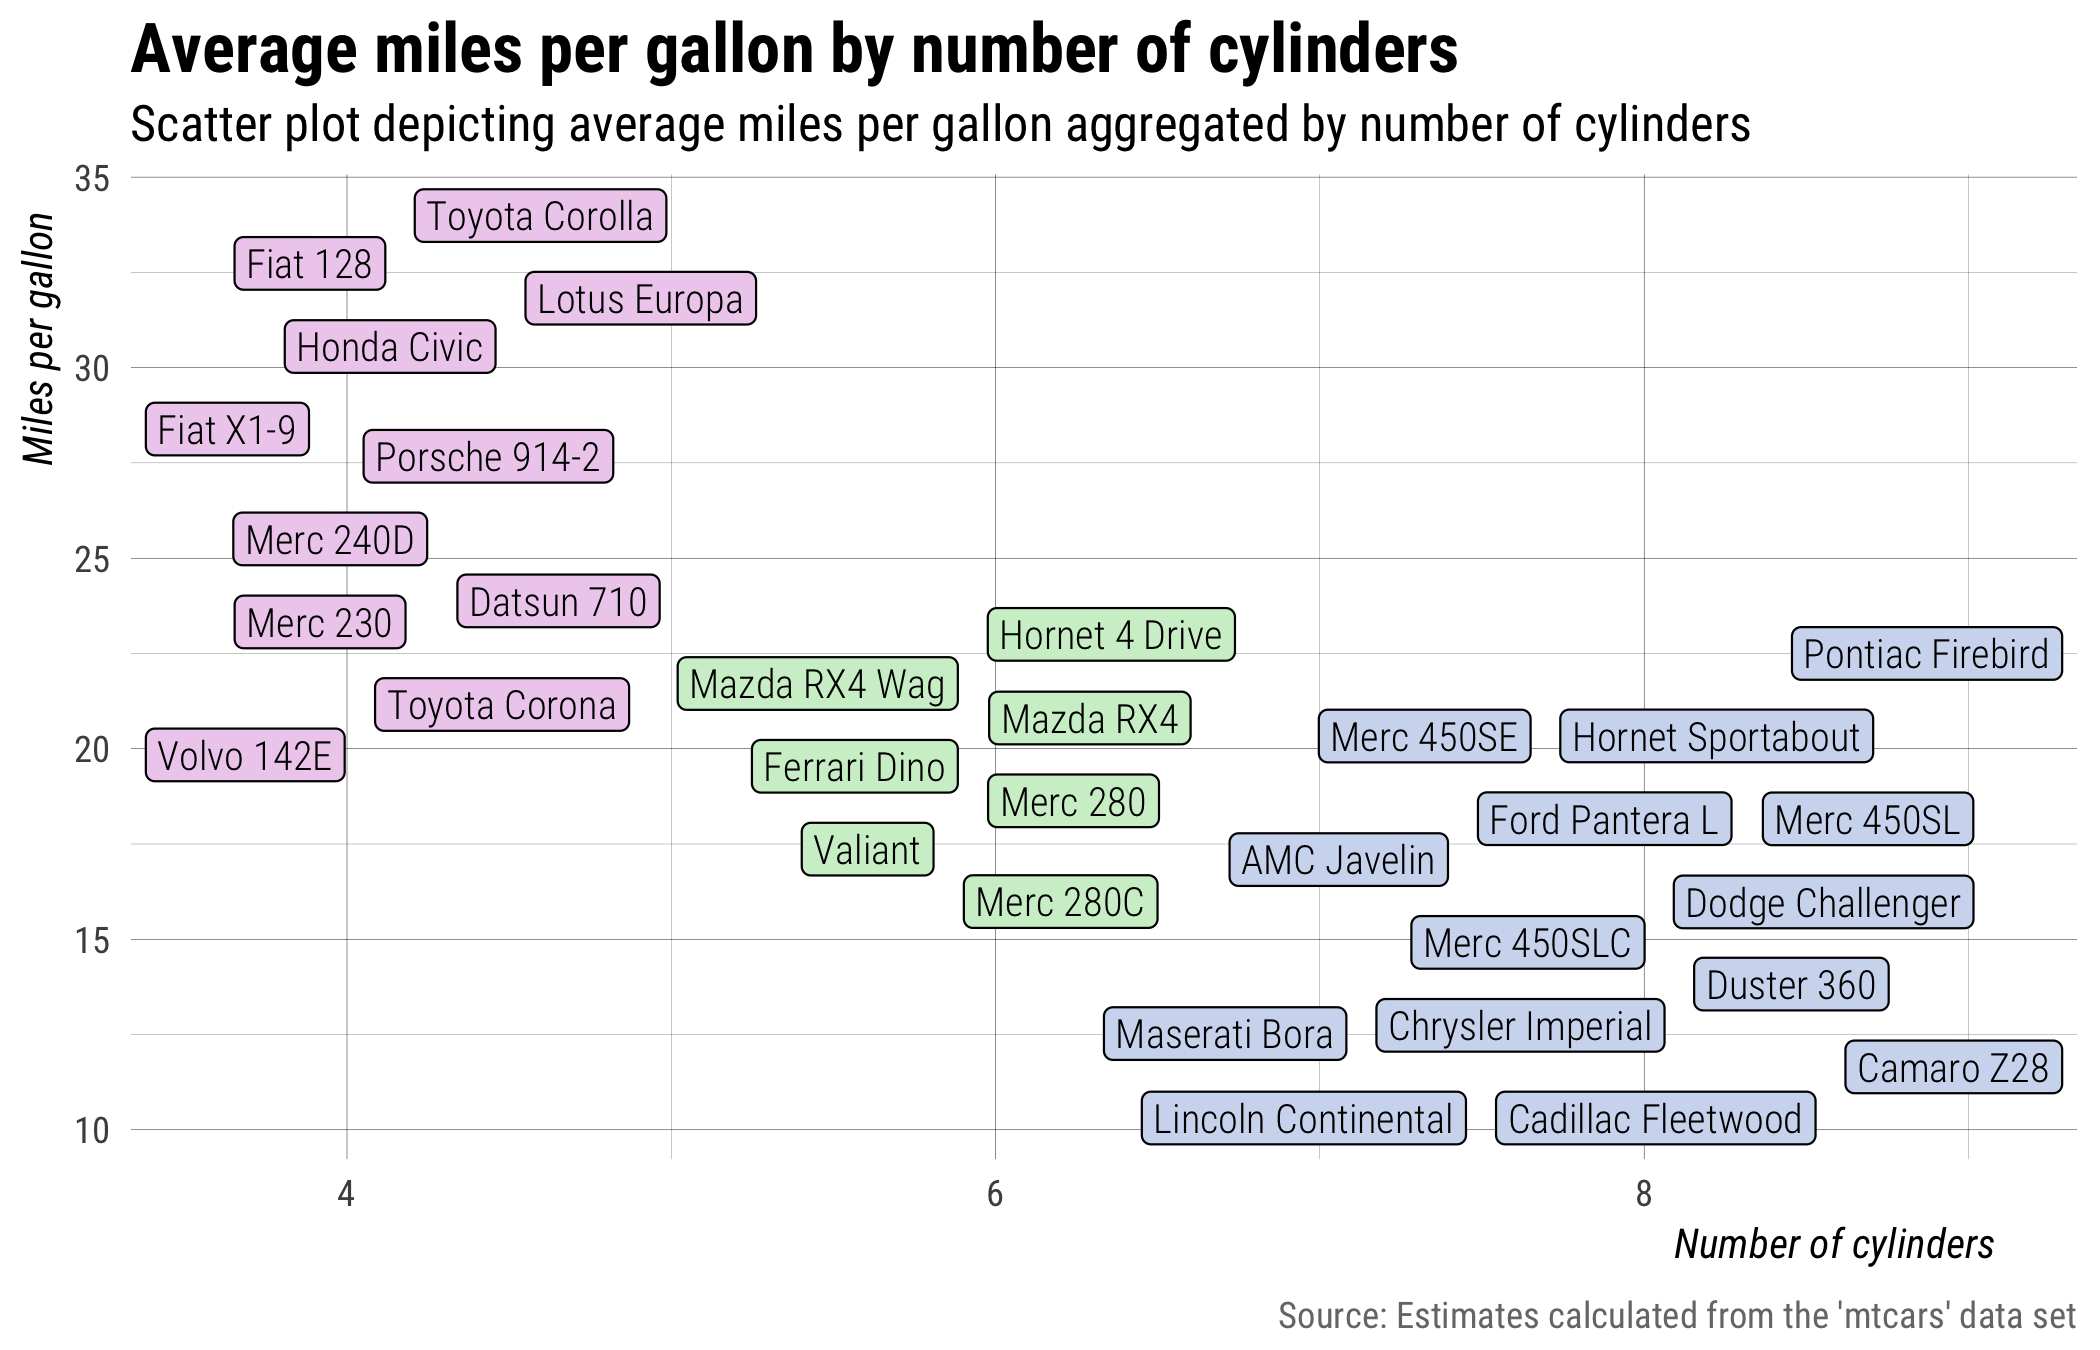 Average miles per gallon by number of cylinders
Scatter plot depicting average miles per gallon aggregated by number of cylinders
Miles per gallon
35
30
25
20
15
10
Toyota Corolla
Fiat 128
Lotus Europa
Honda Civic
Fiat X1-9
Porsche 914-2
Merc 240D
Datsun 710
Merc 230
Hornet 4 Drive
Pontiac Firebird
Mazda RX4 Wag
Toyota Corona
Mazda RX4
Merc 450SE
Hornet Sportabout
Volvo 142E
Ferrari Dino
Merc 280
Ford Pantera L
Merc 450SL
Valiant
AMC Javelin
Merc 280C
Dodge Challenger
Merc 450SLC
Duster 360
Maserati Bora
Chrysler Imperial
Camaro Z28
Lincoln Continental
Cadillac Fleetwood
4
6
8
Number of cylinders
Source: Estimates calculated from the 'mtcars' data set